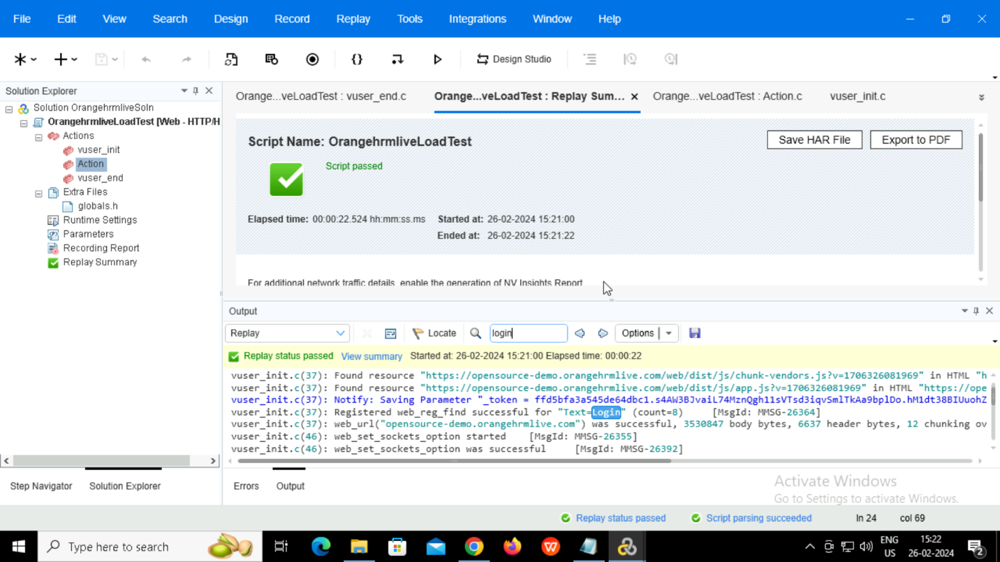 File Edit View Search Design Record Replay Tools Integrations Window Help
Design Studio
Solution Explorer
Solution OrangehrmliveSoln
OrangehrmliveLoadTest [Web - HTTP/H
Actions
vuser_init
Action
vuser_end
Extra Files
globals.h
Runtime Settings
Parameters
Recording Report
Replay Summary
Step Navigator Solution Explorer
Orange...veLoadTest : vuser_end.c Orange...veLoadTest : Replay Sum... Orange...veLoadTest : Action.c vuser_init.c
Script Name: OrangehrmliveLoadTest Save HAR File Export to PDF
Script passed
Elapsed time: 00:00:22.524 hh:mm:ss.ms Started at: 26-02-2024 15:21:00
Ended at: 26-02-2024 15:21:22
For additional network traffic details, enable the generation of NV Insights Report
Output
Replay Locate login Options
Replay status passed View summary Started at: 26-02-2024 15:21:00 Elapsed time: 00:00:22
vuser_init.c(37): Found resource "https://opensource-demo.orangehrmlive.com/web/dist/js/chunk-vendors.js?v=1706326081969" in HTML "h
vuser_init.c(37): Found resource "https://opensource-demo.orangehrmlive.com/web/dist/js/app.js?v=1706326081969" in HTML "https://ope
vuser_init.c(37): Notify: Saving Parameter "_token = ffd5bfa3a545de64dbc1.s4AW3BJvaiL74MznQgh11sVTsd3iqvSmlTkAa9bplDo.hM1dt38BIUuohZ
vuser_init.c(37): Registered web_reg_find successful for "Text=Login" (count=8) [MsgId: MMSG-26364]
vuser_init.c(37): web_url("opensource-demo.orangehrmlive.com") was successful, 3530847 body bytes, 6637 header bytes, 12 chunking ov
vuser_init.c(46): web_set_sockets_option started [MsgId: MMSG-26355]
vuser_init.c(46): web_set_sockets_option was successful [MsgId: MMSG-26392]
Errors Output
Activate Windows
Go to Settings to activate Windows.
Replay status passed Script parsing succeeded ln 24 col 69
Type here to search
ENG
US
15:22
26-02-2024
2